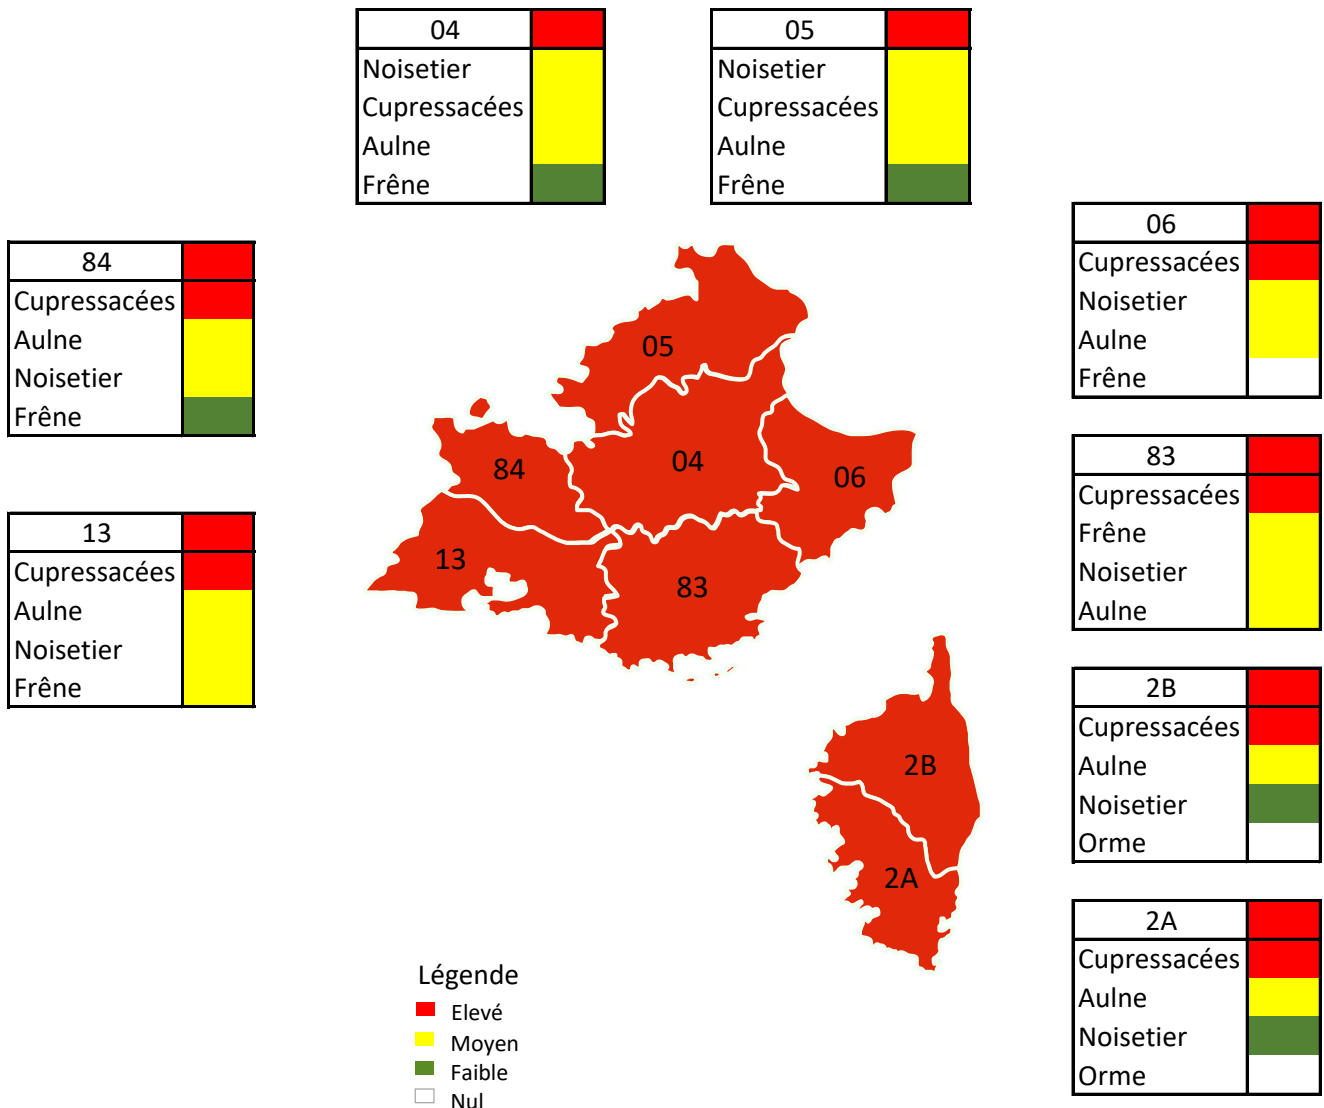 04
Noisetier
Cupressacées
Aulne
Frêne
05
Noisetier
Cupressacées
Aulne
Frêne
06
Cupressacées
Noisetier
Aulne
Frêne
84
Cupressacées
Aulne
Noisetier
Frêne
13
Cupressacées
Aulne
Noisetier
Frêne
83
Cupressacées
Frêne
Noisetier
Aulne
2B
Cupressacées
Aulne
Noisetier
Orme
2A
Cupressacées
Aulne
Noisetier
Orme
05
04
84
06
13
83
2B
2A
Légende
Elevé
Moyen
Faible
Nul